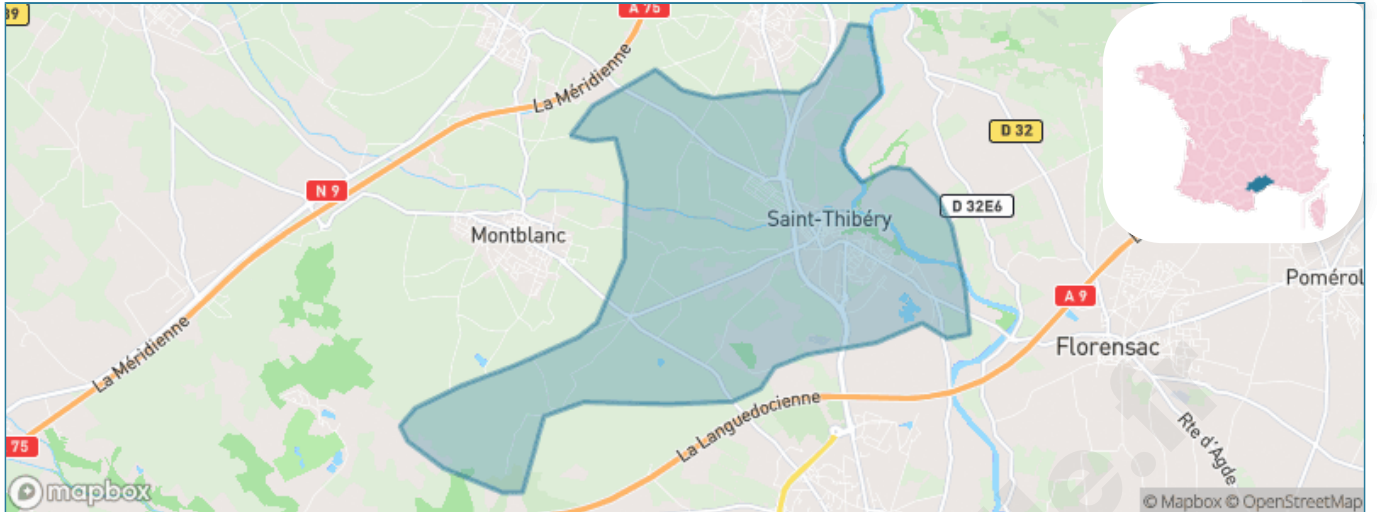 39
A 75
La Méridienne
D 32
N 9
D 32E6
Saint-Thibéry
Montblanc
Pomérol
A 9
La Méridienne
Florensac
La Languedocienne
Rte d'Agde
75
mapbox
© Mapbox © OpenStreetMap